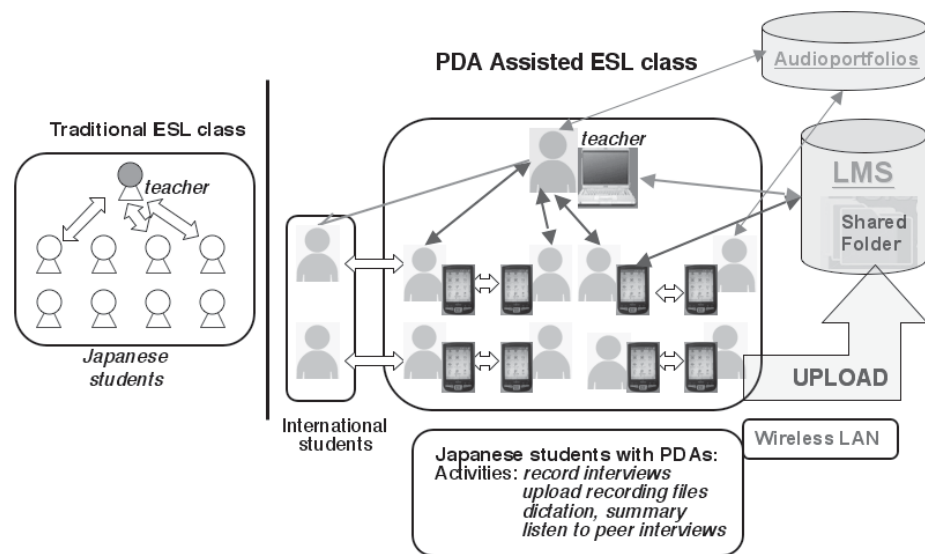 PDA Assisted ESL class
Audioportfolios
Traditional ESL class
teacher
teacher
LMS
Shared
Folder
Japanese
students
UPLOAD
International
students
Wireless LAN
Japanese students with PDAs:
Activities: record interviews
upload recording files
dictation, summary
listen to peer interviews